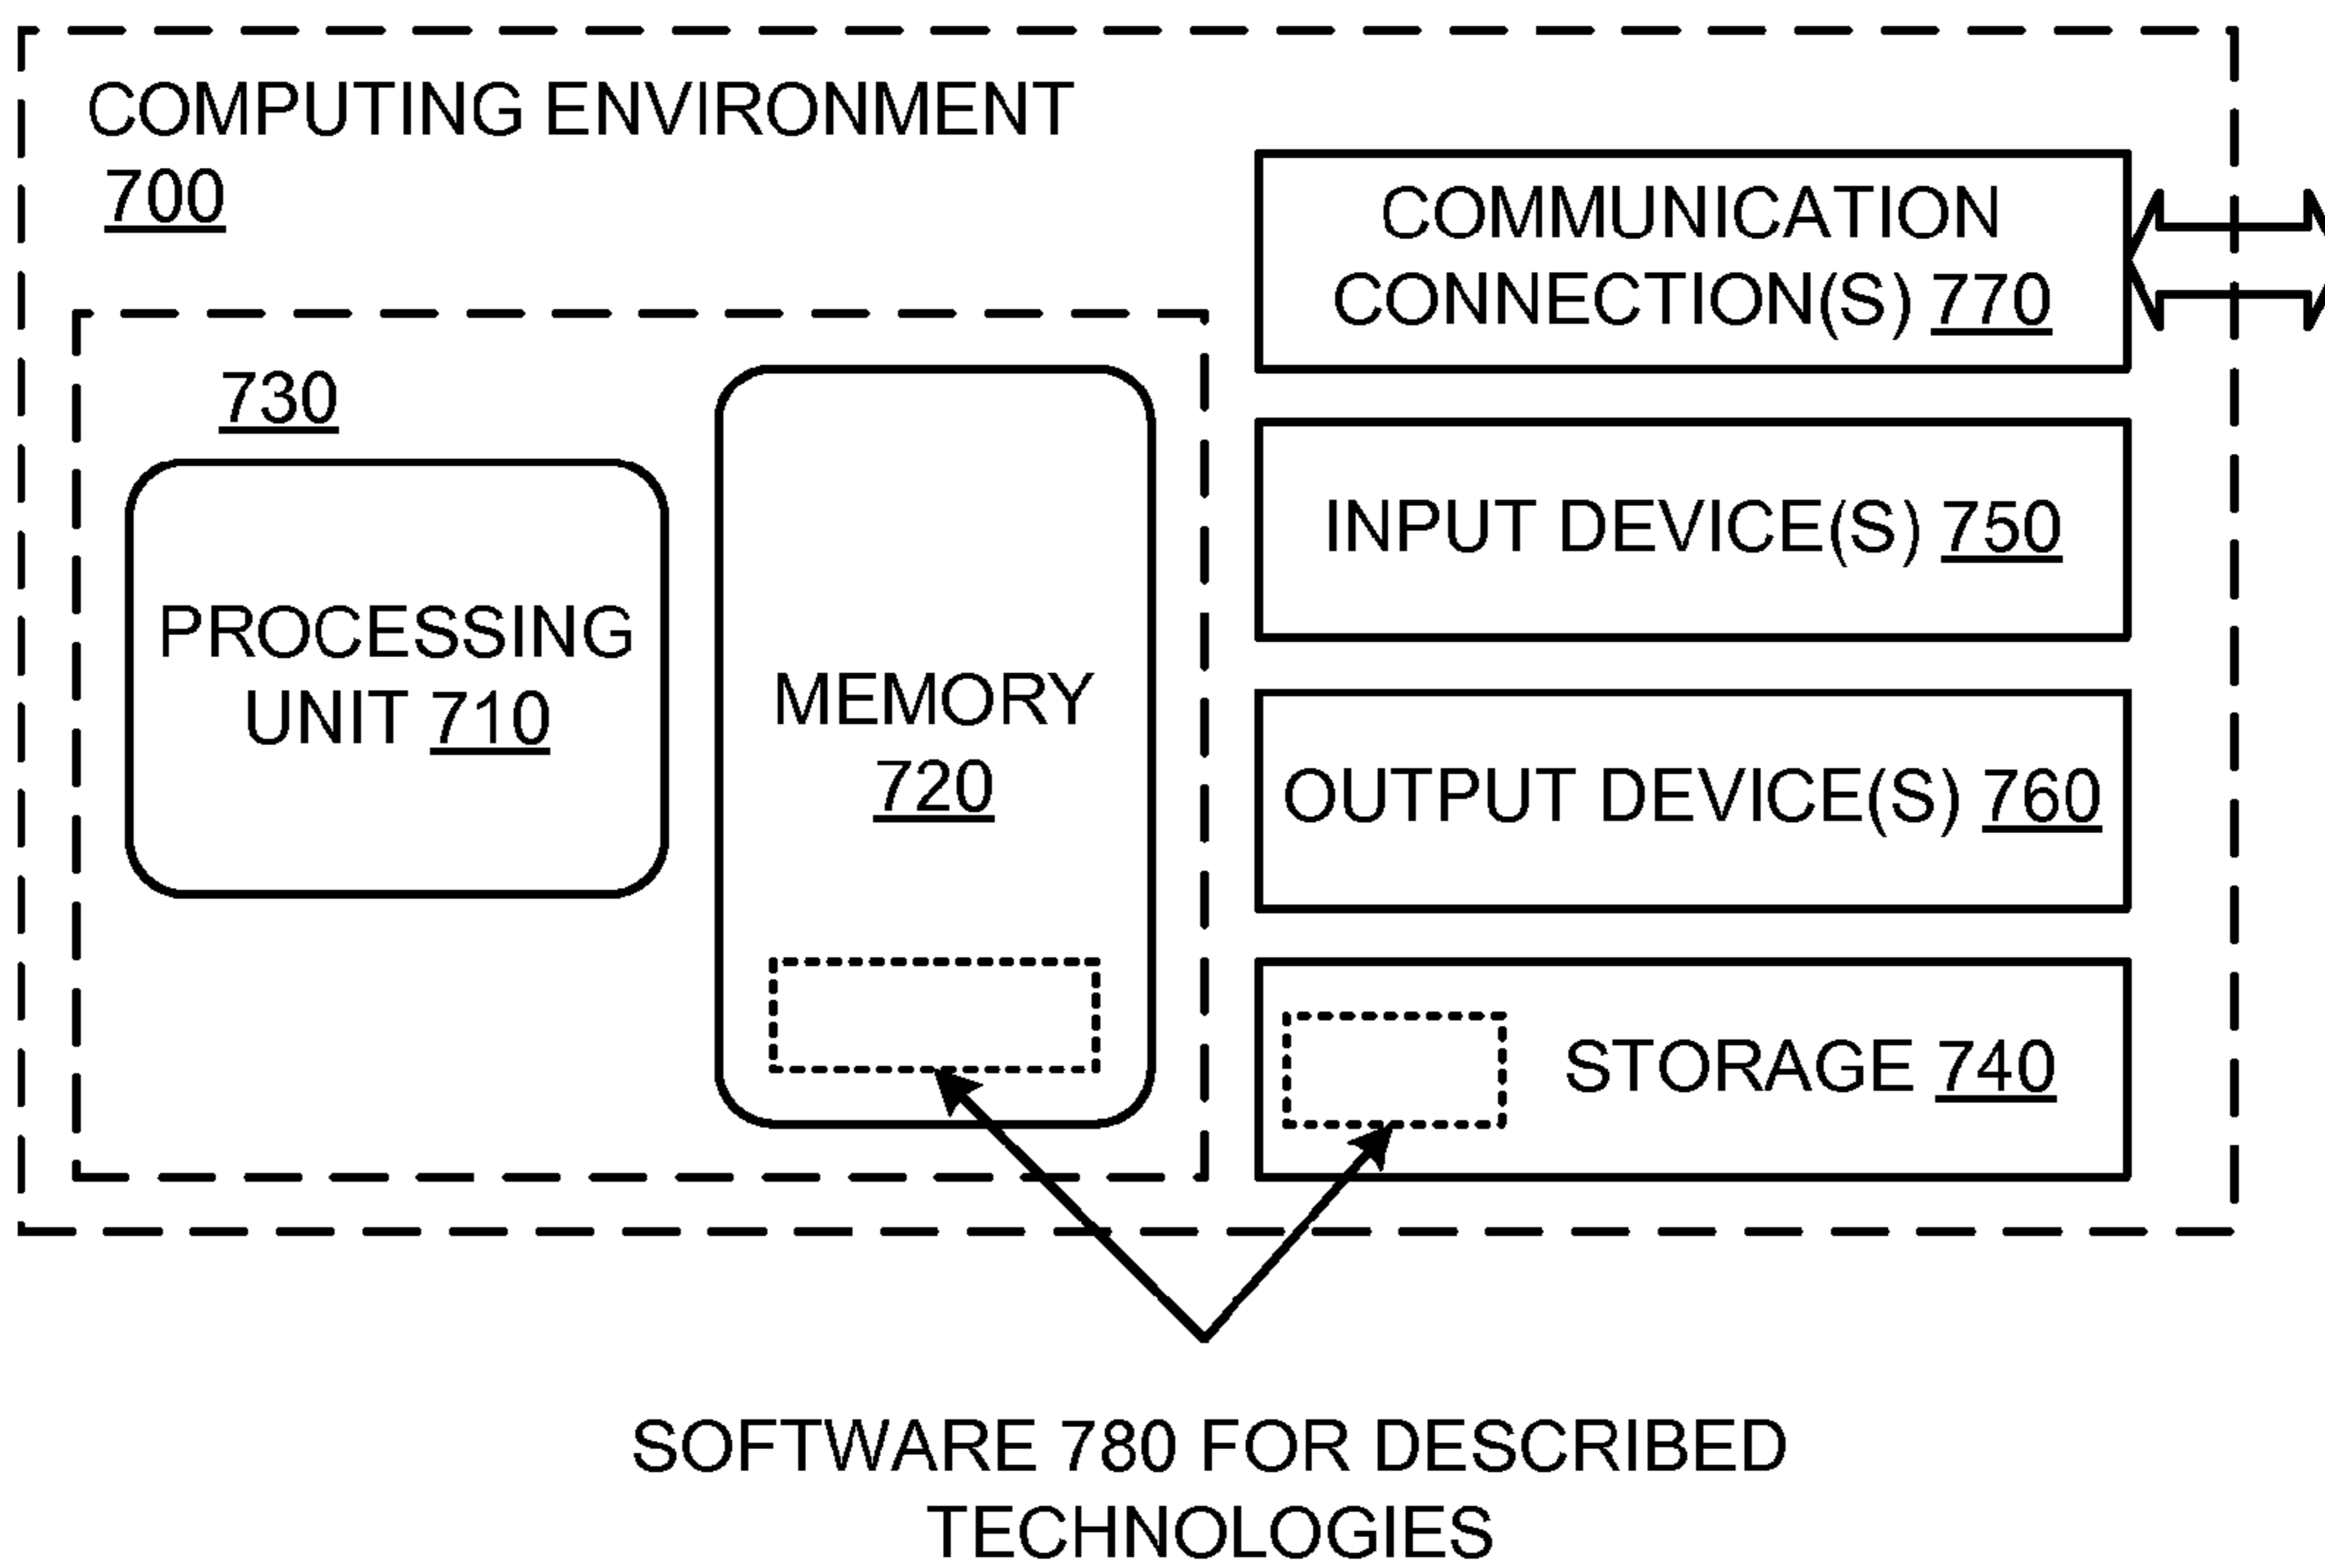 COMPUTING ENVIRONMENT
700
730
PROCESSING
UNIT 710
MEMORY
720
COMMUNICATION
CONNECTION(S) 770
INPUT DEVICE(S) 750
OUTPUT DEVICE(S) 760
STORAGE 740
SOFTWARE 780 FOR DESCRIBED
TECHNOLOGIES